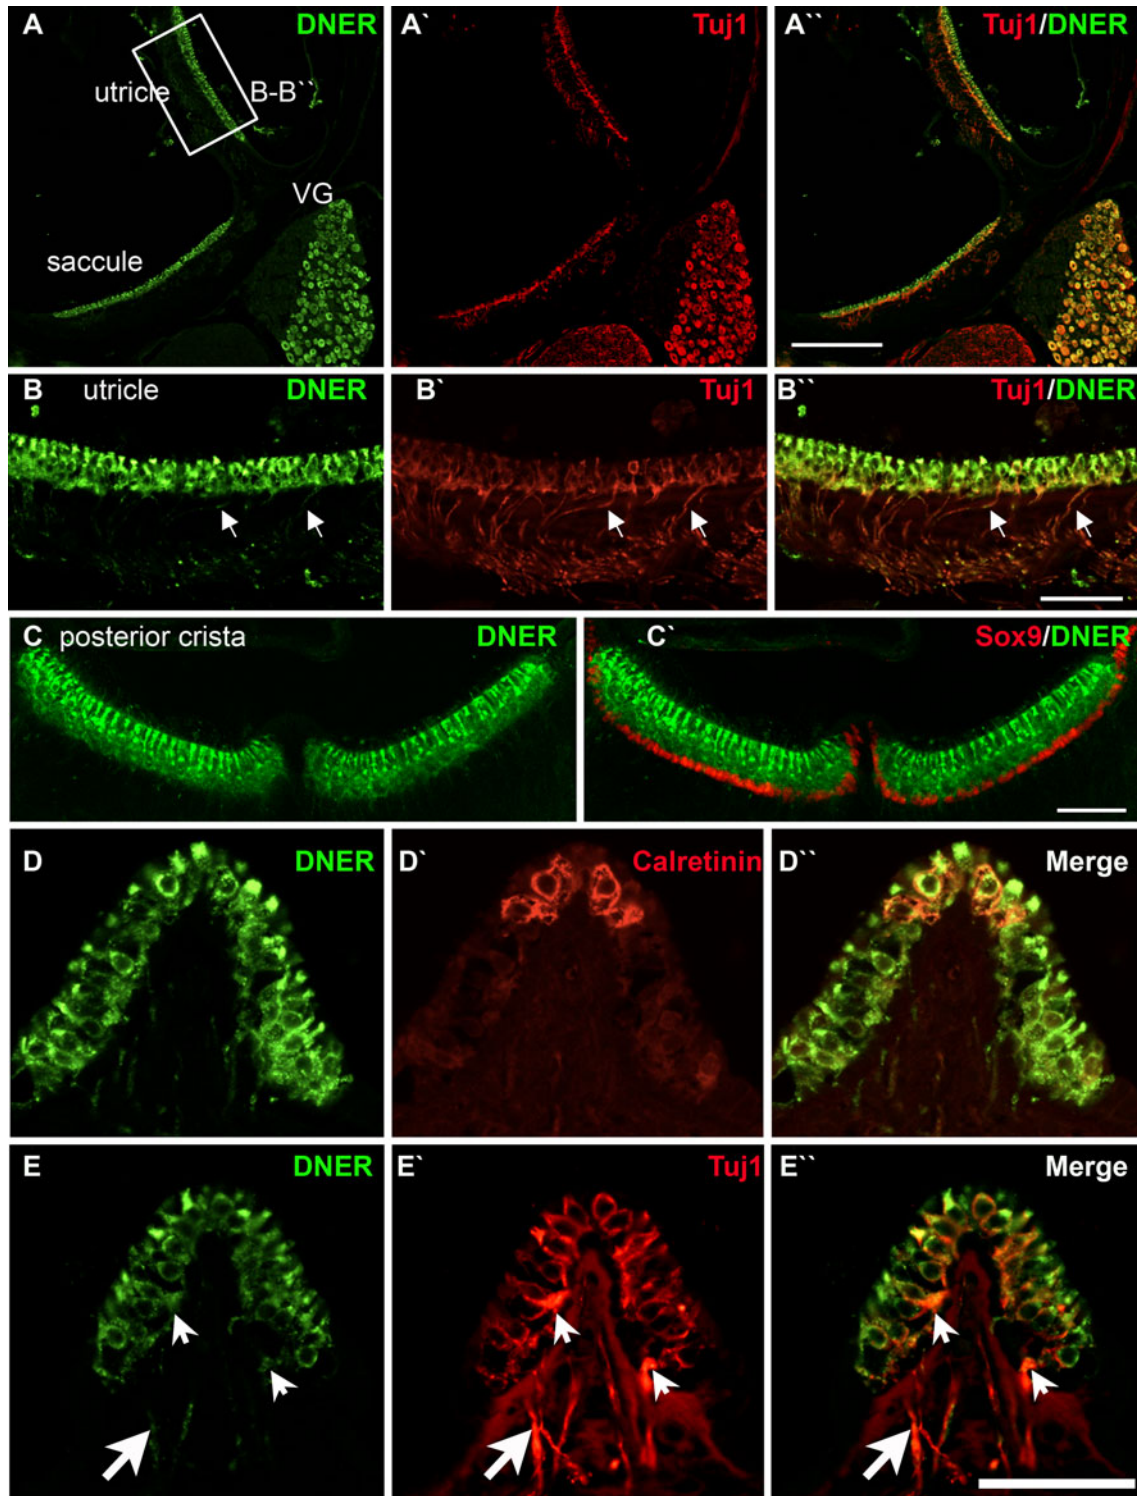 A DNER A` Tuj1 A`` Tuj1/DNER
utricle B-B``
VG
saccule
B utricle DNER B` Tuj1 B`` Tuj1/DNER
C posterior crista DNER C` Sox9/DNER
D DNER D` Calretinin D`` Merge
E DNER E` Tuj1 E`` Merge